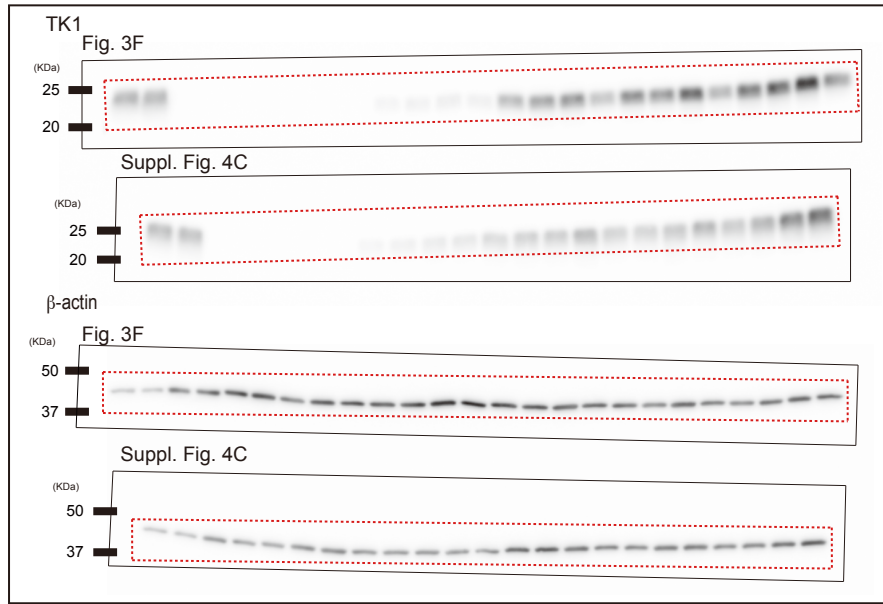 TK1
Fig. 3F
(KDa)
25
20
Suppl. Fig. 4C
(KDa)
25
20
β-actin
Fig. 3F
(KDa)
50
37
Suppl. Fig. 4C
(KDa)
50
37